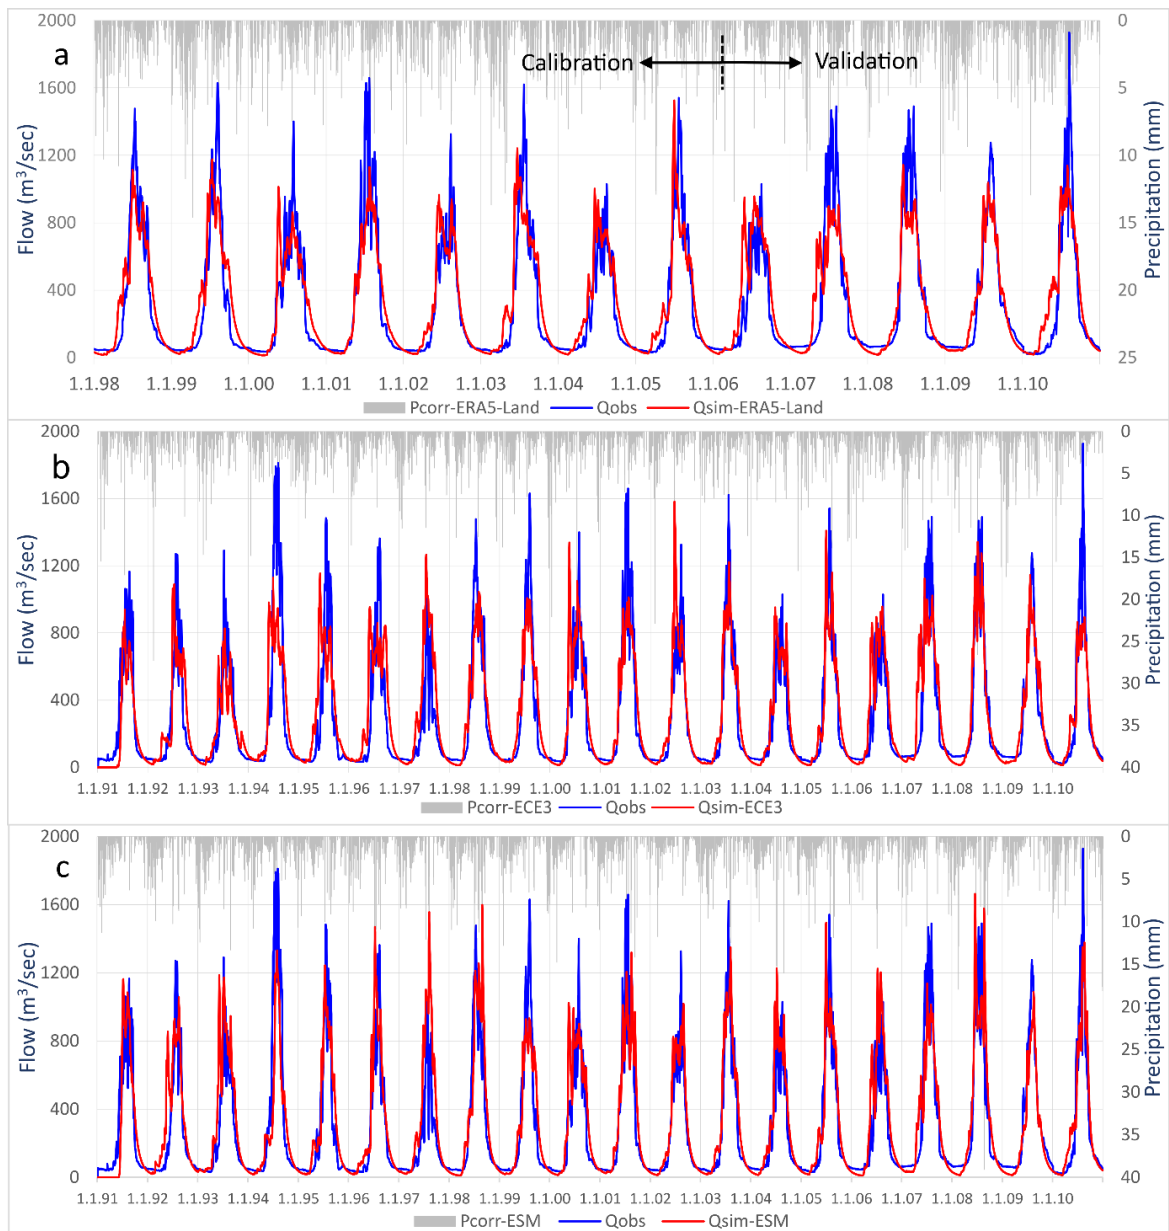 a
Calibration
Validation
Flow (m³/sec)
2000
1600
1200
800
400
0
Precipitation (mm)
0
5
10
15
20
25
1.1.98 1.1.99 1.1.00 1.1.01 1.1.02 1.1.03 1.1.04 1.1.05 1.1.06 1.1.07 1.1.08 1.1.09 1.1.10
Pcorr-ERA5-Land Qobs Qsim-ERA5-Land
b
Flow (m³/sec)
2000
1600
1200
800
400
0
Precipitation (mm)
0
5
10
15
20
25
30
35
40
1.1.91 1.1.92 1.1.93 1.1.94 1.1.95 1.1.96 1.1.97 1.1.98 1.1.99 1.1.00 1.1.01 1.1.02 1.1.03 1.1.04 1.1.05 1.1.06 1.1.07 1.1.08 1.1.09 1.1.10
Pcorr-ECE3 Qobs Qsim-ECE3
c
Flow (m³/sec)
2000
1600
1200
800
400
0
Precipitation (mm)
0
5
10
15
20
25
30
35
40
1.1.91 1.1.92 1.1.93 1.1.94 1.1.95 1.1.96 1.1.97 1.1.98 1.1.99 1.1.00 1.1.01 1.1.02 1.1.03 1.1.04 1.1.05 1.1.06 1.1.07 1.1.08 1.1.09 1.1.10
Pcorr-ESM Qobs Qsim-ESM